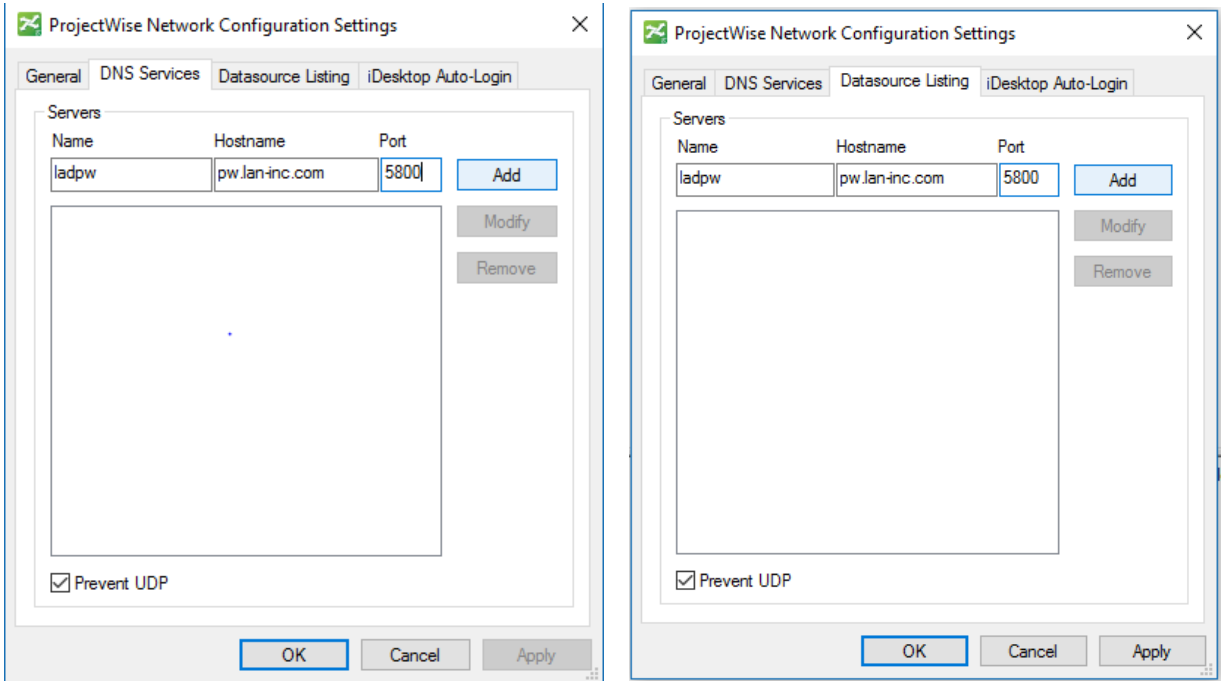 ProjectWise Network Configuration Settings
General DNS Services Datasource Listing iDesktop Auto-Login
Servers
Name Hostname Port
ladpw pw.lan-inc.com 5800 Add
Modify
Remove
Prevent UDP
OK Cancel Apply
ProjectWise Network Configuration Settings
General DNS Services Datasource Listing iDesktop Auto-Login
Servers
Name Hostname Port
ladpw pw.lan-inc.com 5800 Add
Modify
Remove
Prevent UDP
OK Cancel Apply